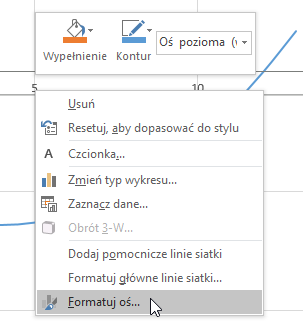 Wypełnienie Kontur
Oś pozioma (
5 10
Usuń
Resetuj, aby dopasować do stylu
A Czcionka...
Zmień typ wykresu...
Zaznacz dane...
Obrót 3-W...
Dodaj pomocnicze linie siatki
Formatuj główne linie siatki...
Formatuj oś...